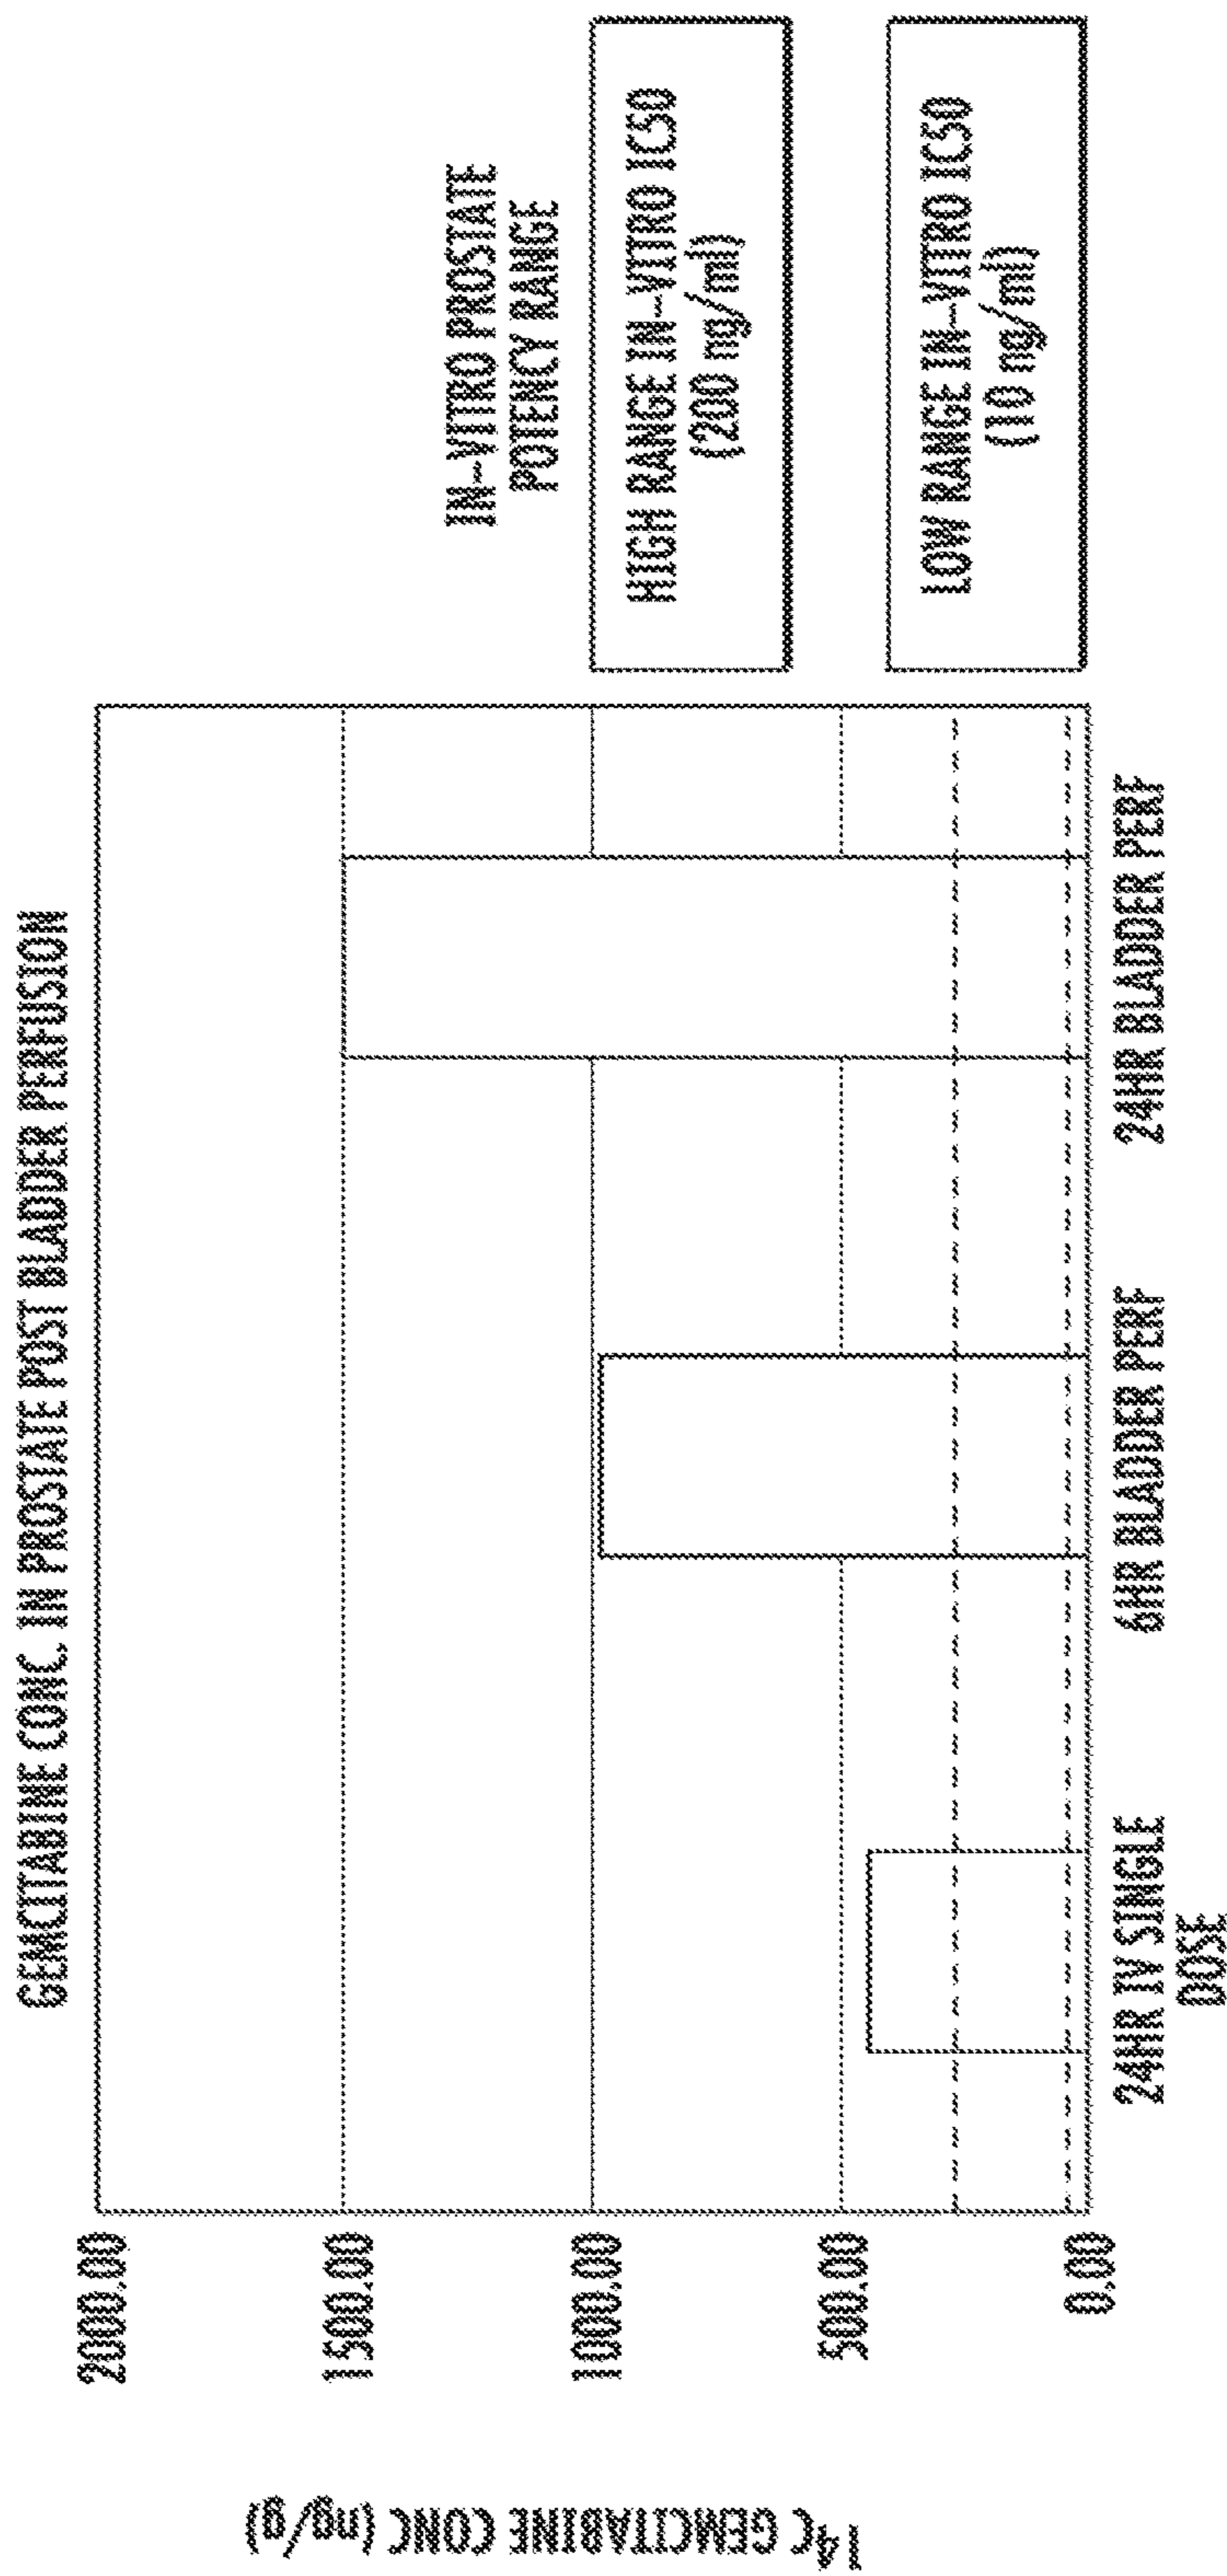 GEMCITABINE CONC. IN PROSTATE POST BLADDER PERFUSION
14C GEMCITABINE CONC (ng/g)
2000.00
1500.00
1000.00
500.00
0.00
24HR IV SINGLE
DOSE
6HR BLADDER PERF
24HR BLADDER PERF
IN-VITRO PROSTATE
POTENCY RANGE
HIGH RANGE IN-VITRO IC50
(200 ng/ml)
LOW RANGE IN-VITRO IC50
(10 ng/ml)